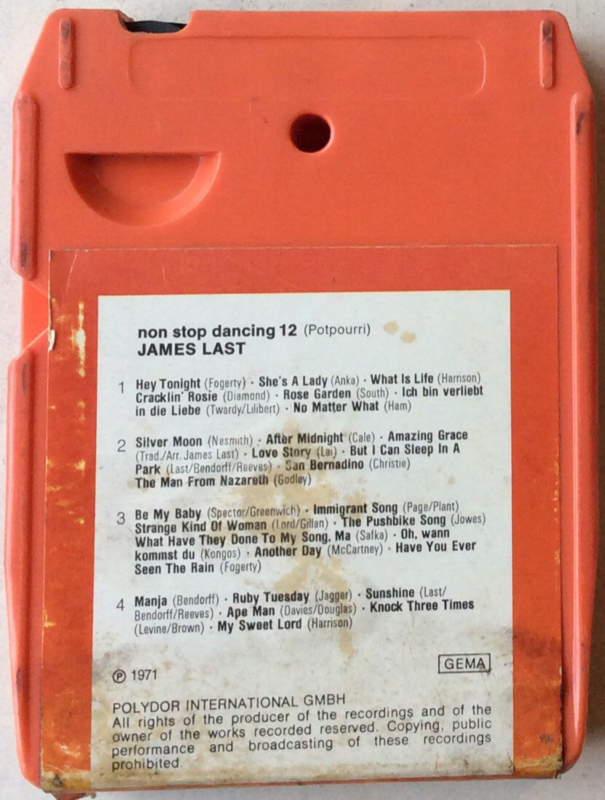 non stop dancing 12 (Potpourri)
JAMES LAST
1 Hey Tonight (Fogerty) · She's A Lady (Anka) · What Is Life (Harrison)
Cracklin' Rosie (Diamond) · Rose Garden (South) · Ich bin verliebt
in die Liebe (Twardy/Lilibert) · No Matter What (Ham)
2 Silver Moon (Nesmith) · After Midnight (Cale) · Amazing Grace
(Trad./Arr. James Last) · Love Story (Lai) · But I Can Sleep In A
Park (Last/Bendorff/Reeves) · San Bernadino (Christie)
The Man From Nazareth (Godley)
3 Be My Baby (Spector/Greenwich) · Immigrant Song (Page/Plant)
Strange Kind Of Woman (Lord/Gillan) · The Pushbike Song (Jowes)
What Have They Done To My Song, Ma (Safka) · Oh, wann
kommst du (Kongos) · Another Day (McCartney) · Have You Ever
Seen The Rain (Fogerty)
4 Manja (Bendorff) · Ruby Tuesday (Jagger) · Sunshine (Last/
Bendorff/Reeves) · Ape Man (Davies/Douglas) · Knock Three Times
(Levine/Brown) · My Sweet Lord (Harrison)
GEMA
℗ 1971
POLYDOR INTERNATIONAL GMBH
All rights of the producer of the recordings and of the
owner of the works recorded reserved. Copying, public
performance and broadcasting of these recordings
prohibited